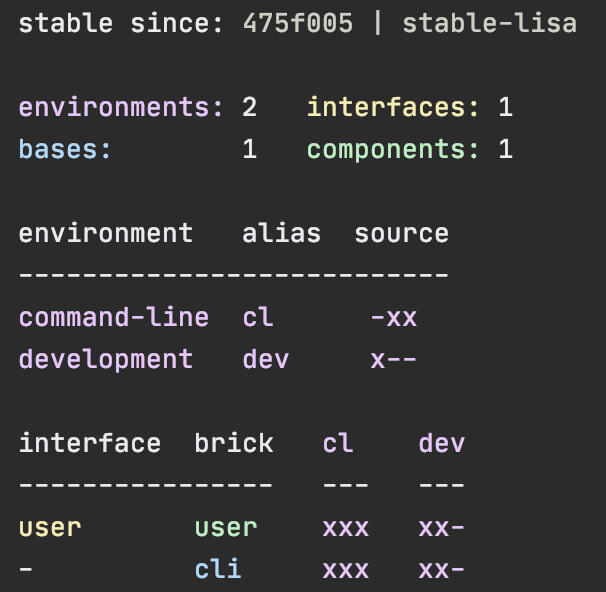 stable since: 475f005 | stable-lisa
environments: 2   interfaces: 1
bases:        1   components: 1
environment   alias  source
---------------------------
command-line  cl      -xx
development   dev     x--
interface  brick   cl    dev
----------------   ---   ---
user       user    xxx   xx-
-          cli     xxx   xx-